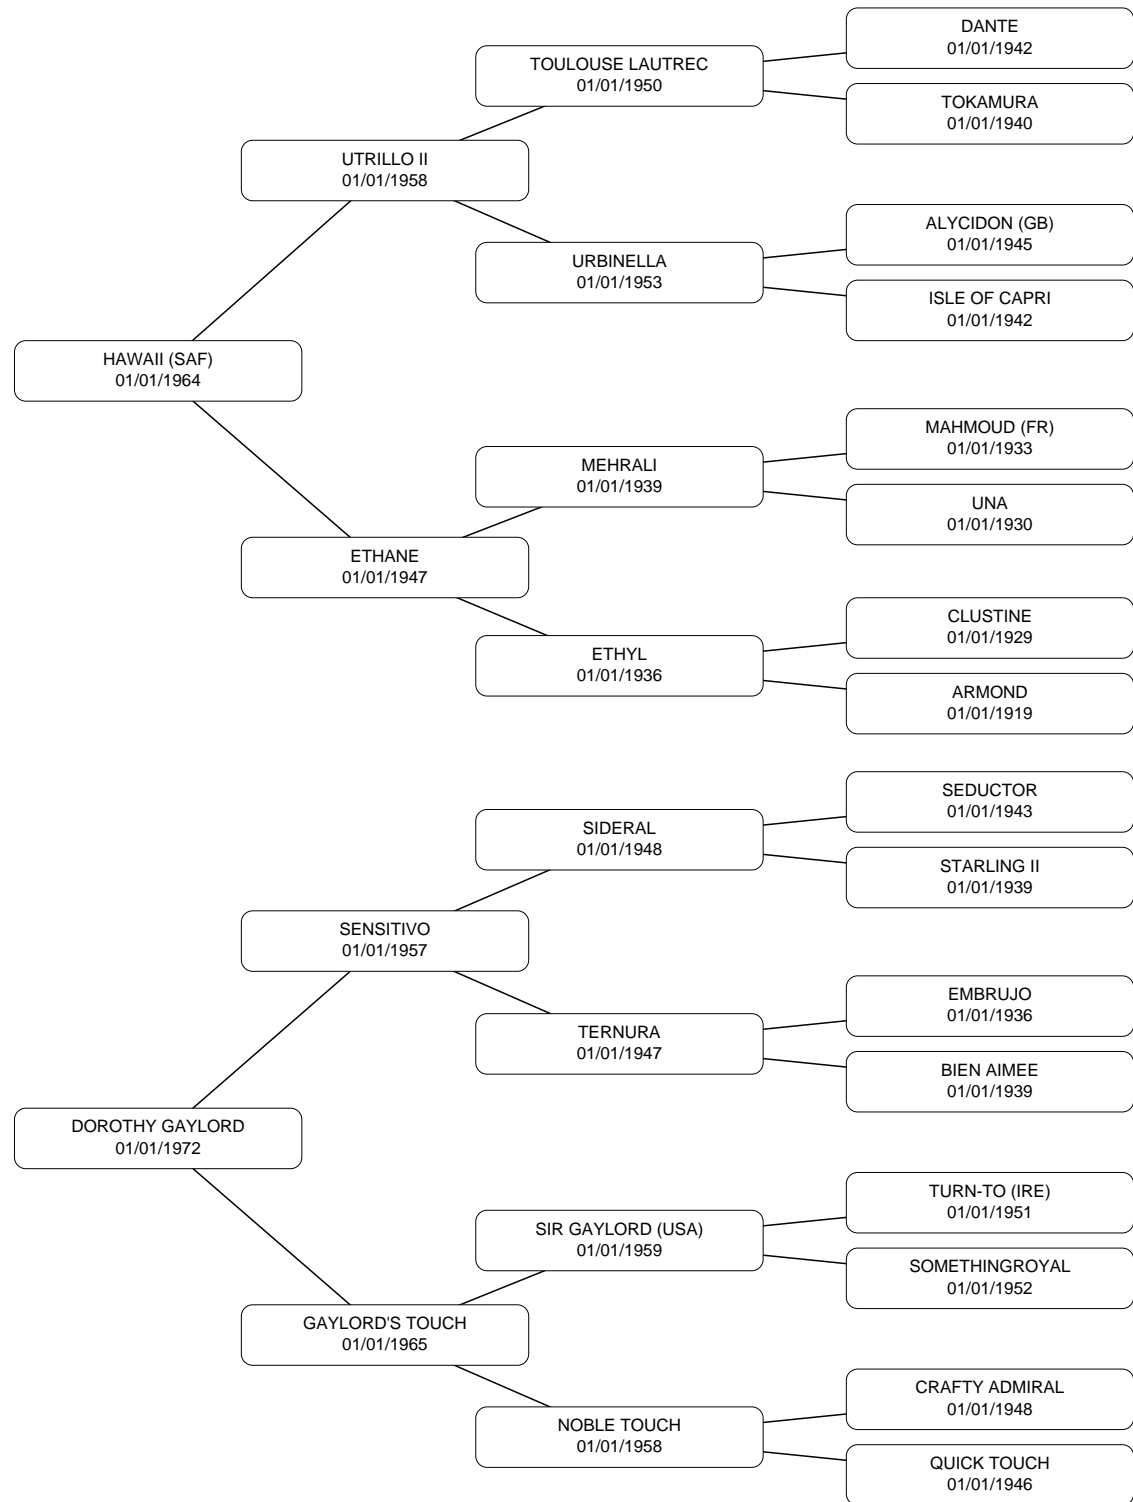 DANTE
01/01/1942
TOULOUSE LAUTREC
01/01/1950
TOKAMURA
01/01/1940
UTRILLO II
01/01/1958
ALYCIDON (GB)
01/01/1945
URBINELLA
01/01/1953
ISLE OF CAPRI
01/01/1942
HAWAII (SAF)
01/01/1964
MAHMOUD (FR)
01/01/1933
MEHRALI
01/01/1939
UNA
01/01/1930
ETHANE
01/01/1947
CLUSTINE
01/01/1929
ETHYL
01/01/1936
ARMOND
01/01/1919
SEDUCTOR
01/01/1943
SIDERAL
01/01/1948
STARLING II
01/01/1939
SENSITIVO
01/01/1957
EMBRUJO
01/01/1936
TERNURA
01/01/1947
BIEN AIMEE
01/01/1939
DOROTHY GAYLORD
01/01/1972
TURN-TO (IRE)
01/01/1951
SIR GAYLORD (USA)
01/01/1959
SOMETHINGROYAL
01/01/1952
GAYLORD'S TOUCH
01/01/1965
CRAFTY ADMIRAL
01/01/1948
NOBLE TOUCH
01/01/1958
QUICK TOUCH
01/01/1946